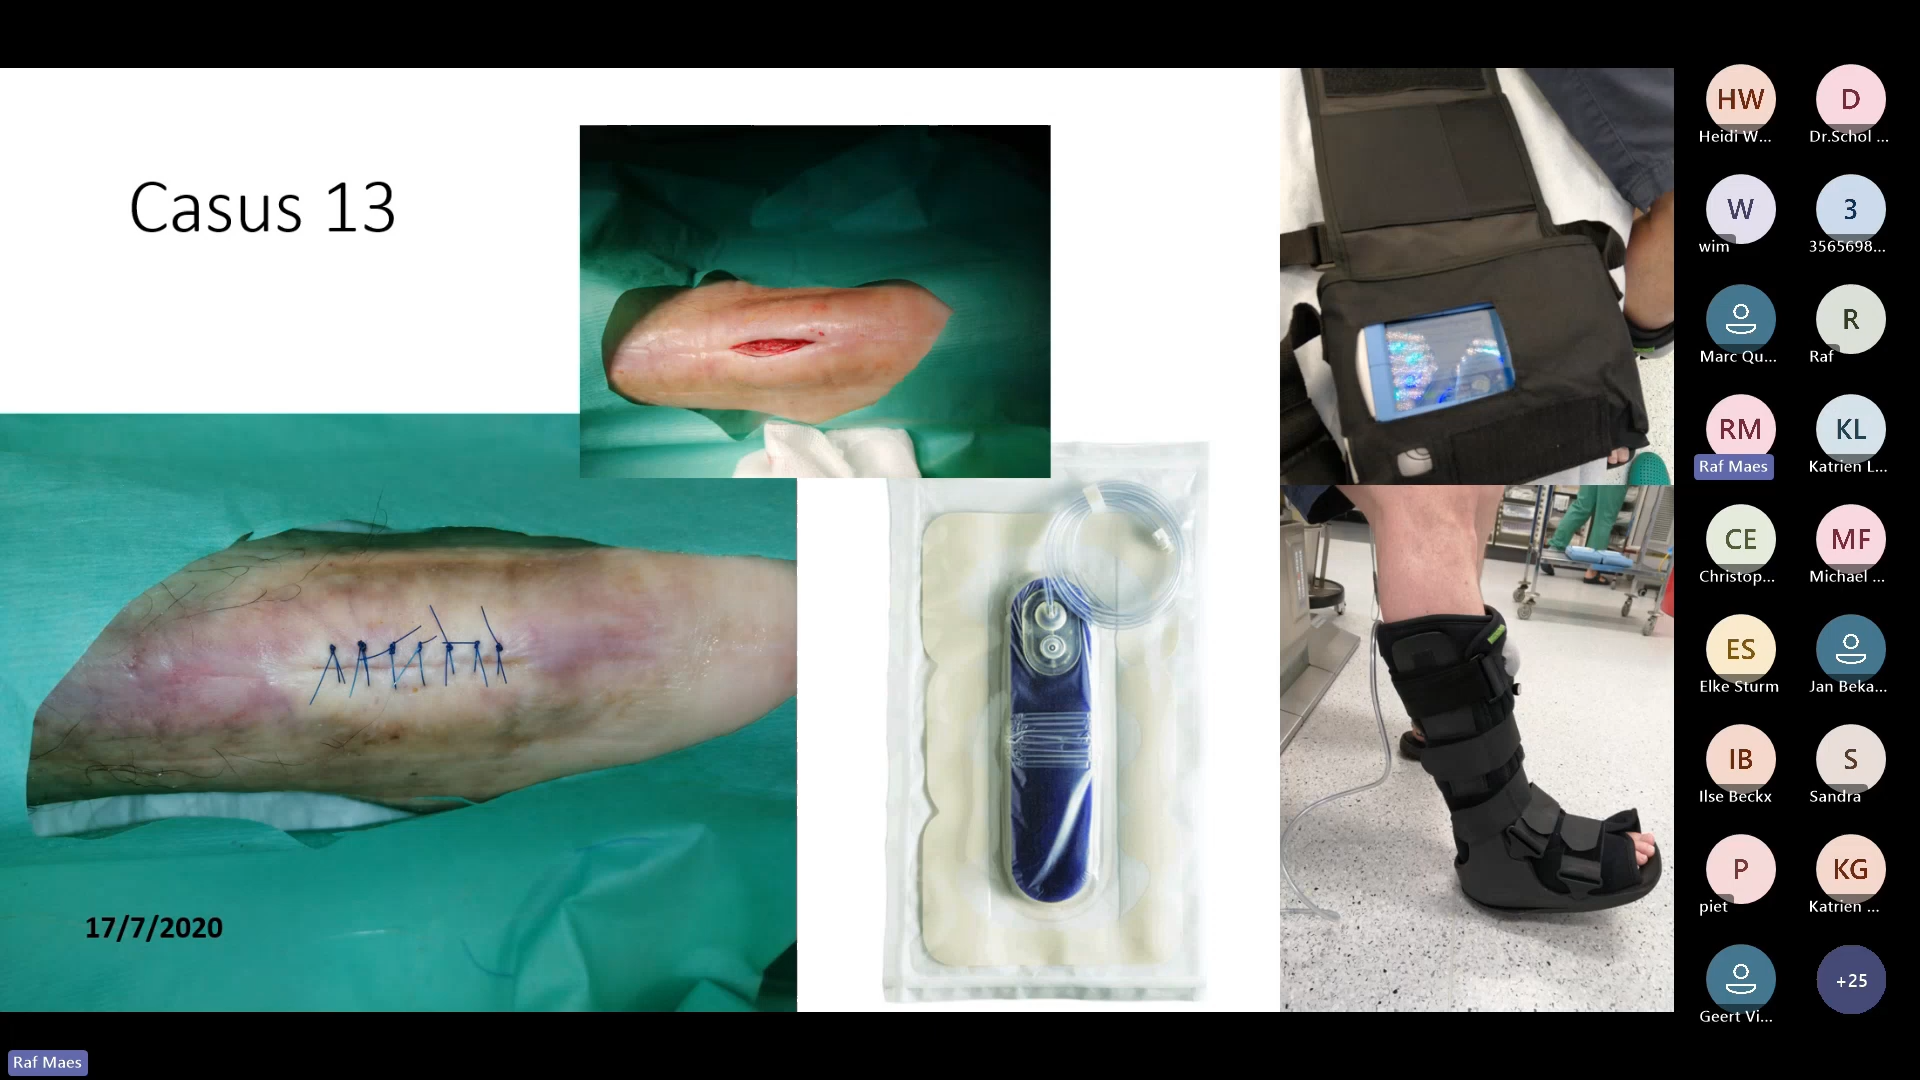 Casus 13
17/7/2020
HW
Heidi W...
D
Dr.Schol ...
W
wim
3
3565698...
Marc Qu...
R
Raf
RM
Raf Maes
KL
Katrien L...
CE
Christop...
MF
Michael ...
ES
Elke Sturm
Jan Beka...
IB
Ilse Beckx
S
Sandra
P
piet
KG
Katrien ...
Geert Vi...
+25
Raf Maes